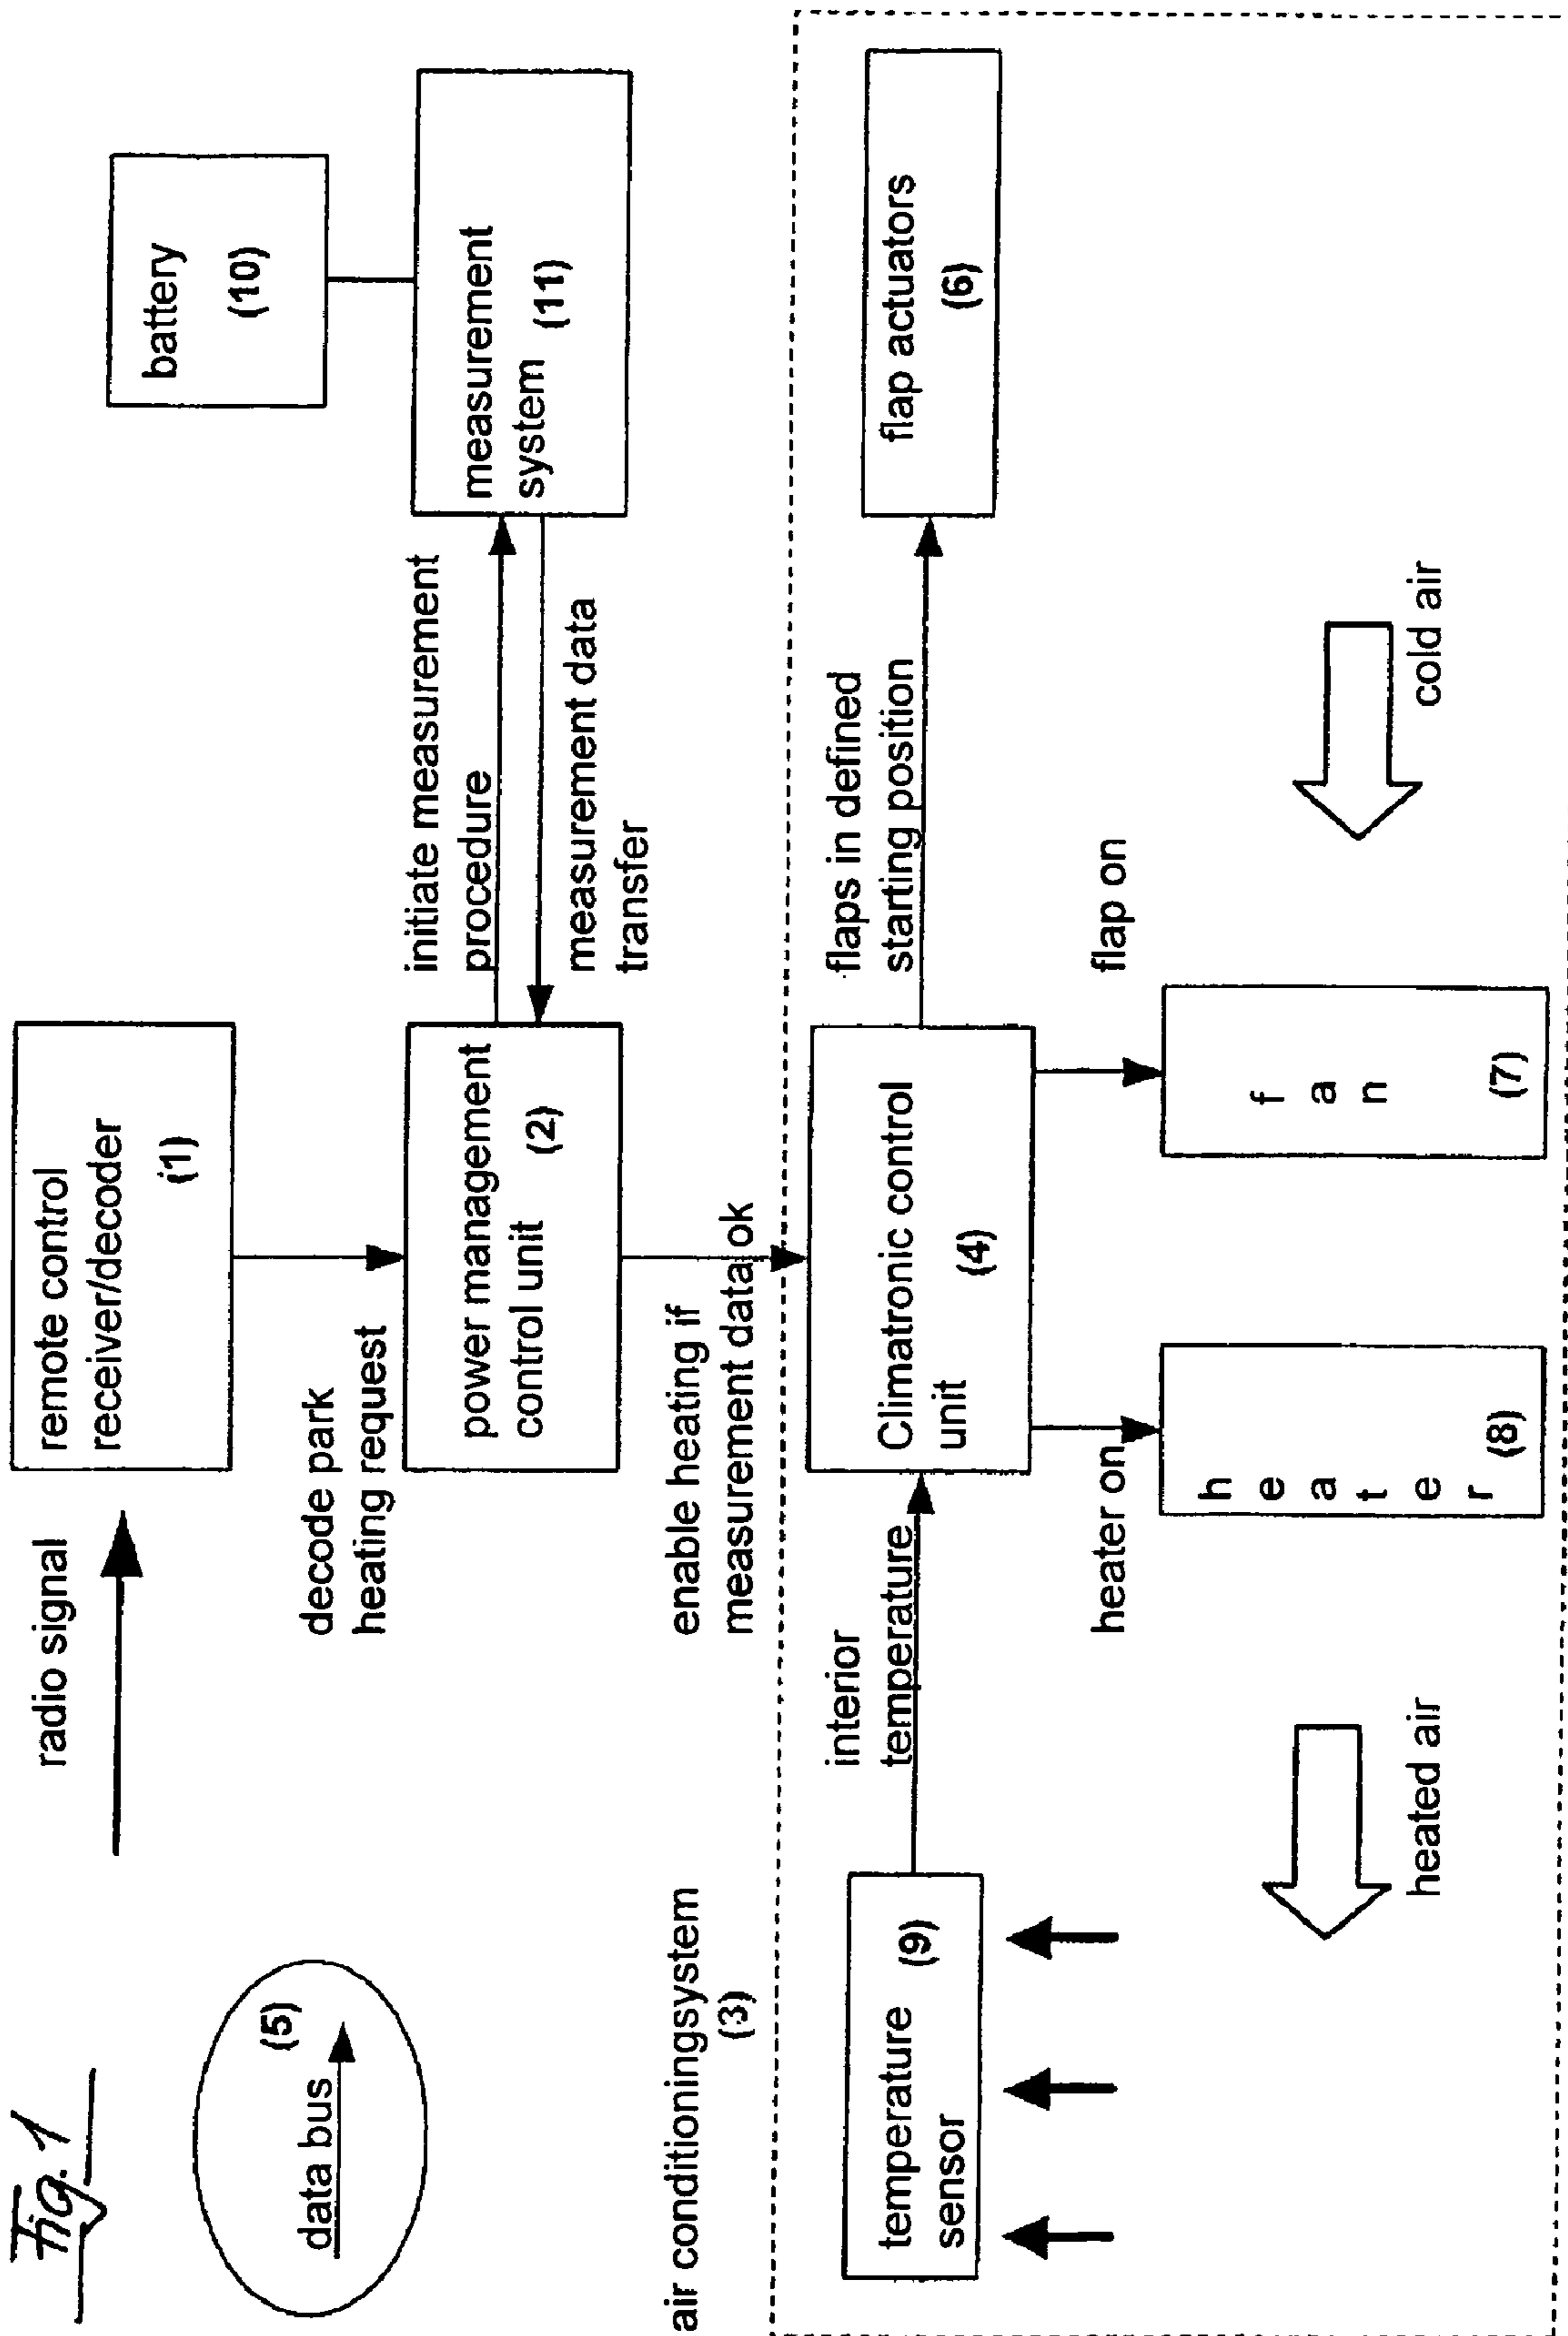 Fig. 1
radio signal
remote control
receiver/decoder
(1)
battery
(10)
data bus
(5)
decode park
heating request
power management
control unit
(2)
initiate measurement
procedure
measurement data
transfer
measurement
system
(11)
air conditioningsystem
(3)
enable heating if
measurement data ok
temperature
sensor
(9)
interior
temperature
Climatronic control
unit
(4)
flaps in defined
starting position
flap actuators
(6)
heater on
flap on
heater
(8)
fan
(7)
heated air
cold air